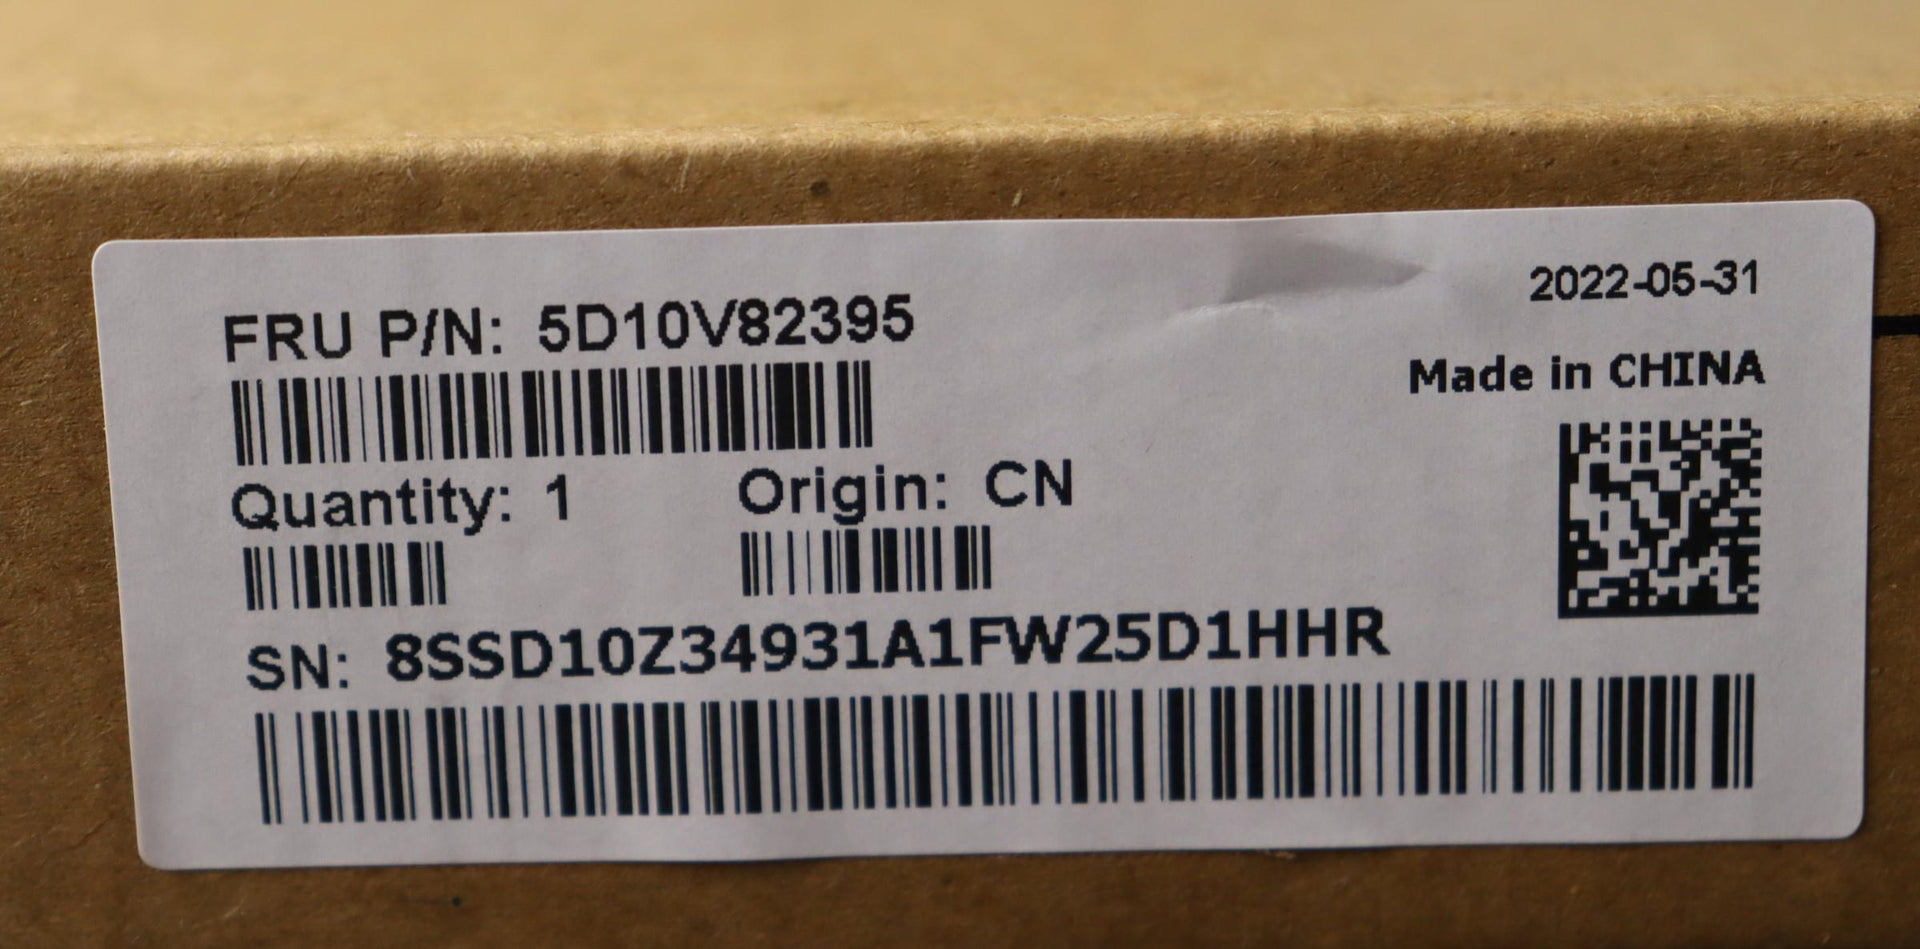 2022-05-31
FRU P/N: 5D10V82395
Made in CHINA
Quantity: 1
Origin: CN
SN: 8SSD10Z34931A1FW25D1HHR